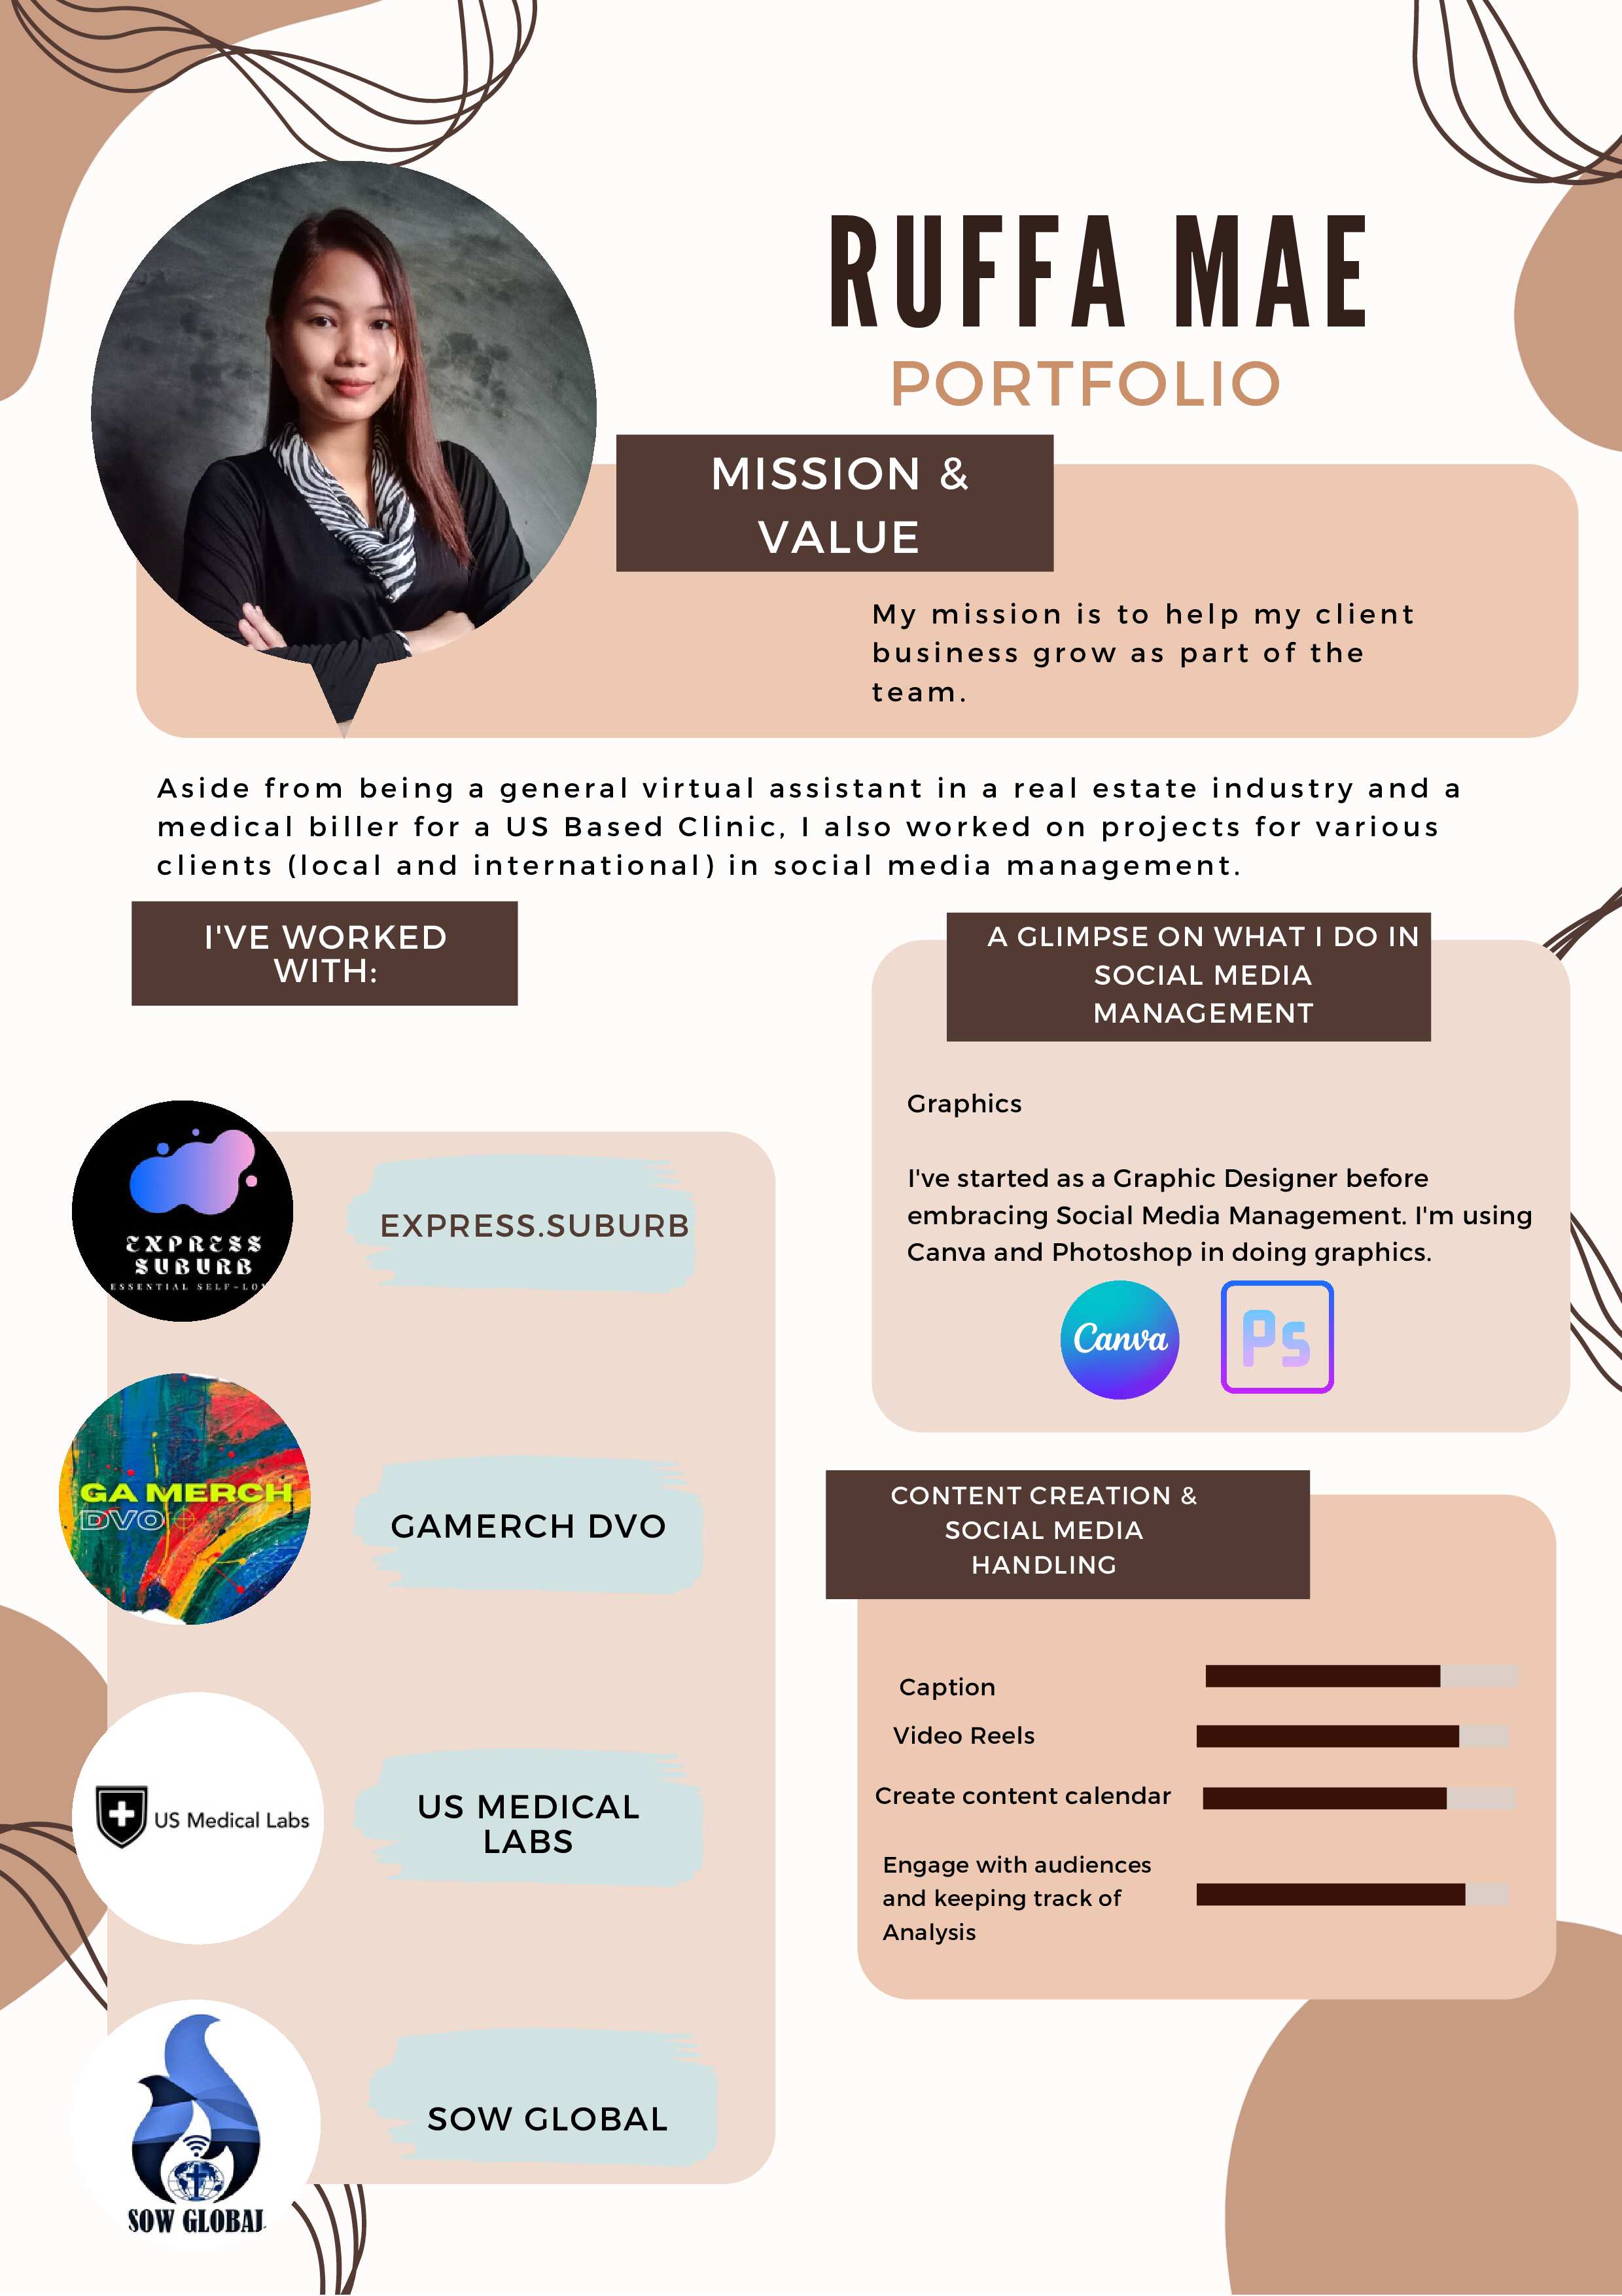 RUFFA MAE
PORTFOLIO
MISSION &
VALUE
My mission is to help my client
business grow as part of the
team.
Aside from being a general virtual assistant in a real estate industry and a
medical biller for a US Based Clinic, I also worked on projects for various
clients (local and international) in social media management.
I'VE WORKED
WITH:
EXPRESS
SUBURB
ESSENTIAL SELF-LO
EXPRESS.SUBURB
GA MERCH
DVO
GAMERCH DVO
US Medical Labs
US MEDICAL
LABS
SOW GLOBAL
SOW GLOBAL
A GLIMPSE ON WHAT I DO IN
SOCIAL MEDIA
MANAGEMENT
Graphics
I've started as a Graphic Designer before
embracing Social Media Management. I'm using
Canva and Photoshop in doing graphics.
Canva
Ps
CONTENT CREATION &
SOCIAL MEDIA
HANDLING
Caption
Video Reels
Create content calendar
Engage with audiences
and keeping track of
Analysis